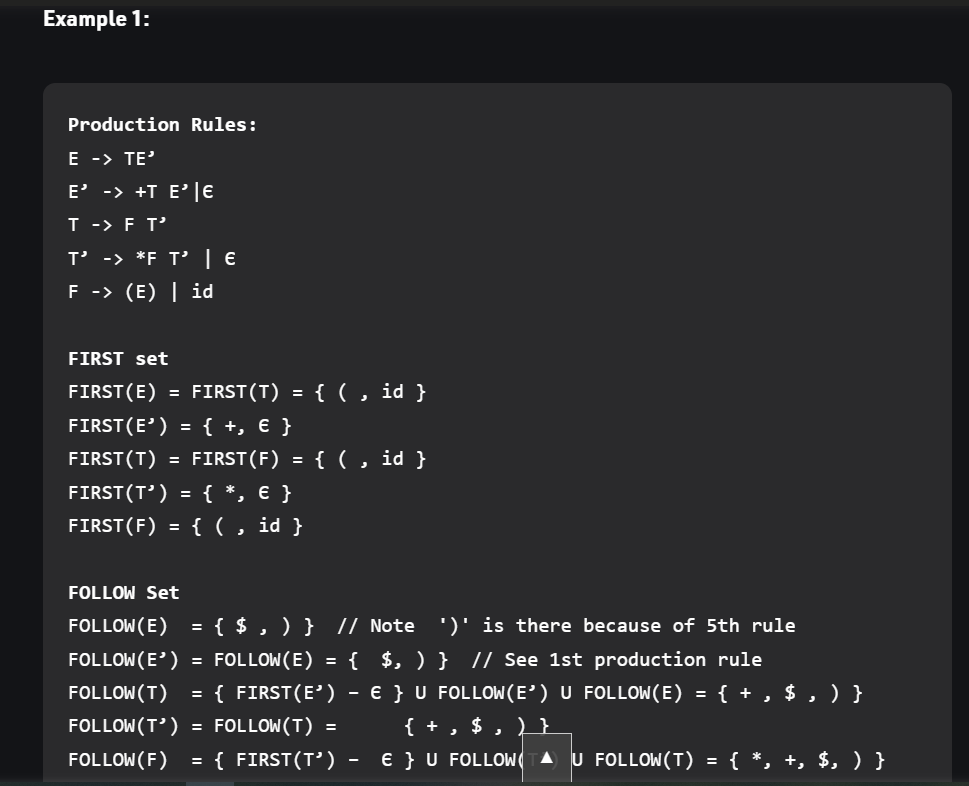 Example 1:
Production Rules:
E -> TE’
E’ -> +T E’|Є
T -> F T’
T’ -> *F T’ | Є
F -> (E) | id
FIRST set
FIRST(E) = FIRST(T) = { ( , id }
FIRST(E’) = { +, Є }
FIRST(T) = FIRST(F) = { ( , id }
FIRST(T’) = { *, Є }
FIRST(F) = { ( , id }
FOLLOW Set
FOLLOW(E)  = { $ , ) }  // Note  ')' is there because of 5th rule
FOLLOW(E’) = FOLLOW(E) = {  $, ) }  // See 1st production rule
FOLLOW(T)  = { FIRST(E’) – Є } U FOLLOW(E’) U FOLLOW(E) = { + , $ , ) }
FOLLOW(T’) = FOLLOW(T) =      { + , $ , ) }
FOLLOW(F)  = { FIRST(T’) –  Є } U FOLLOW(T’) U FOLLOW(T) = { *, +, $, ) }